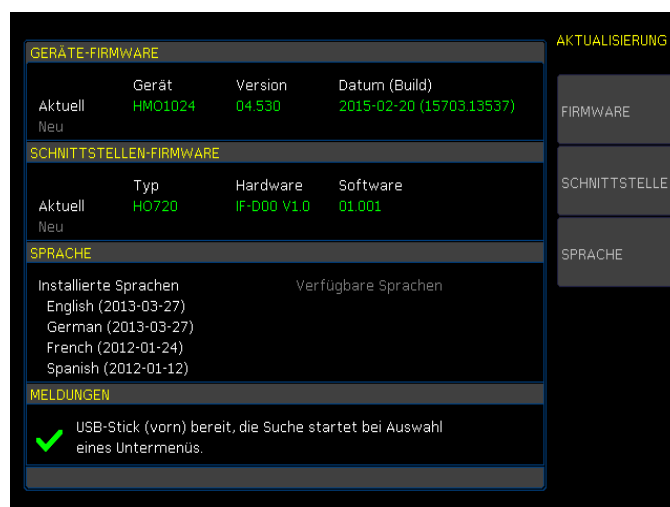 AKTUALISIERUNG
GERÄTE-FIRMWARE
Gerät Version Datum (Build)
Aktuell HMO1024 04.530 2015-02-20 (15703.13537)
Neu
FIRMWARE
SCHNITTSTELLEN-FIRMWARE
Typ Hardware Software
Aktuell HO720 IF-D00 V1.0 01.001
Neu
SCHNITTSTELLE
SPRACHE
Installierte Sprachen Verfügbare Sprachen
English (2013-03-27)
German (2013-03-27)
French (2012-01-24)
Spanish (2012-01-12)
SPRACHE
MELDUNGEN
USB-Stick (vorn) bereit, die Suche startet bei Auswahl
eines Untermenüs.